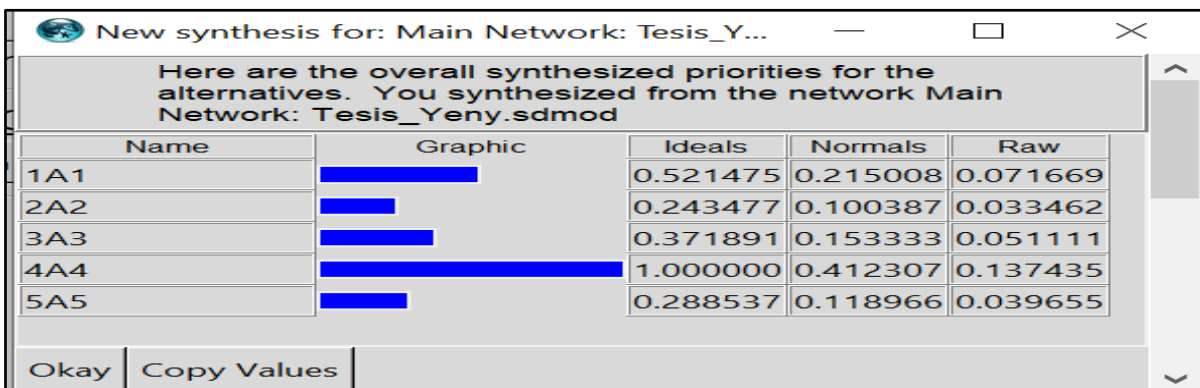 New synthesis for: Main Network: Tesis_Y...
Here are the overall synthesized priorities for the
alternatives. You synthesized from the network Main
Network: Tesis_Yeny.sdmod
Name Graphic Ideals Normals Raw
1A1 0.521475 0.215008 0.071669
2A2 0.243477 0.100387 0.033462
3A3 0.371891 0.153333 0.051111
4A4 1.000000 0.412307 0.137435
5A5 0.288537 0.118966 0.039655
Okay Copy Values